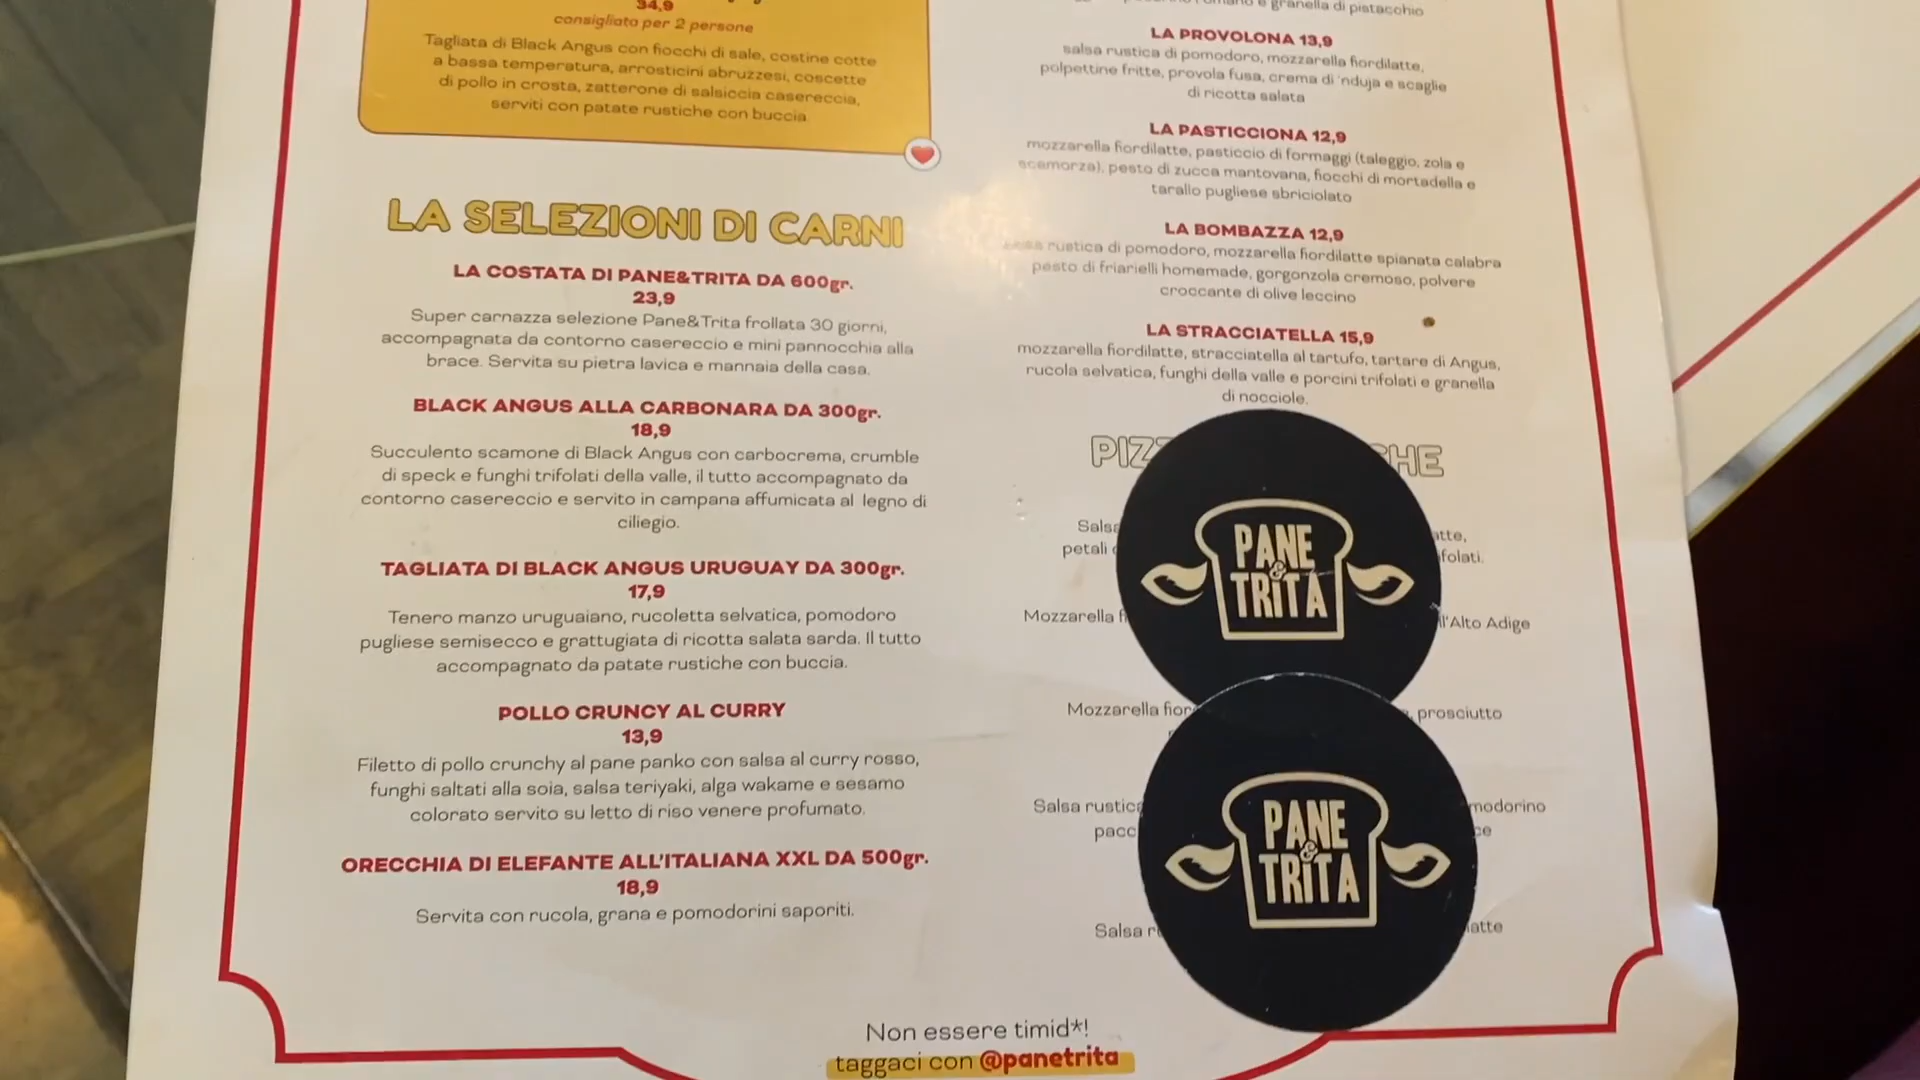 34,9
consigliata per 2 persone
Tagliata di Black Angus con fiocchi di sale, costine cotte
a bassa temperatura, arrosticini abruzzesi, coscette
di pollo in crosta, zatterone di salsiccia casereccia,
serviti con patate rustiche con buccia.
LA SELEZIONI DI CARNI
LA COSTATA DI PANE&TRITA DA 600gr.
23,9
Super carnazza selezione Pane&Trita frollata 30 giorni,
accompagnata da contorno casereccio e mini pannocchia alla
brace. Servita su pietra lavica e mannaia della casa.
BLACK ANGUS ALLA CARBONARA DA 300gr.
18,9
Succulento scamone di Black Angus con carbocrema, crumble
di speck e funghi trifolati della valle, il tutto accompagnato da
contorno casereccio e servito in campana affumicata al legno di
ciliegio.
TAGLIATA DI BLACK ANGUS URUGUAY DA 300gr.
17,9
Tenero manzo uruguaiano, rucoletta selvatica, pomodoro
pugliese semisecco e grattugiata di ricotta salata sarda. Il tutto
accompagnato da patate rustiche con buccia.
POLLO CRUNCY AL CURRY
13,9
Filetto di pollo crunchy al pane panko con salsa al curry rosso,
funghi saltati alla soia, salsa teriyaki, alga wakame e sesamo
colorato servito su letto di riso venere profumato.
ORECCHIA DI ELEFANTE ALL'ITALIANA XXL DA 500gr.
18,9
Servita con rucola, grana e pomodorini saporiti.
e granella di pistacchio
LA PROVOLONA 13,9
salsa rustica di pomodoro, mozzarella fiordilatte,
polpettine fritte, provola fusa, crema di 'nduja e scaglie
di ricotta salata
LA PASTICCIONA 12,9
mozzarella fiordilatte, pasticcio di formaggi (taleggio, zola e
scamorza), pesto di zucca mantovana, fiocchi di mortadella e
tarallo pugliese sbriciolato
LA BOMBAZZA 12,9
rustica di pomodoro, mozzarella fiordilatte spianata calabra
pesto di friarielli homemade, gorgonzola cremoso, polvere
croccante di olive leccino
LA STRACCIATELLA 15,9
mozzarella fiordilatte, stracciatella al tartufo, tartare di Angus,
rucola selvatica, funghi della valle e porcini trifolati e granella
di nocciole.
PIZZ HE
Salsa atte,
petali folati.
Mozzarella l'Alto Adige
Mozzarella fior prosciutto
Salsa rustica modorino
pacc ce
Salsa latte
PANE
&
TRITA
PANE
&
TRITA
Non essere timid*!
taggaci con @panetrita